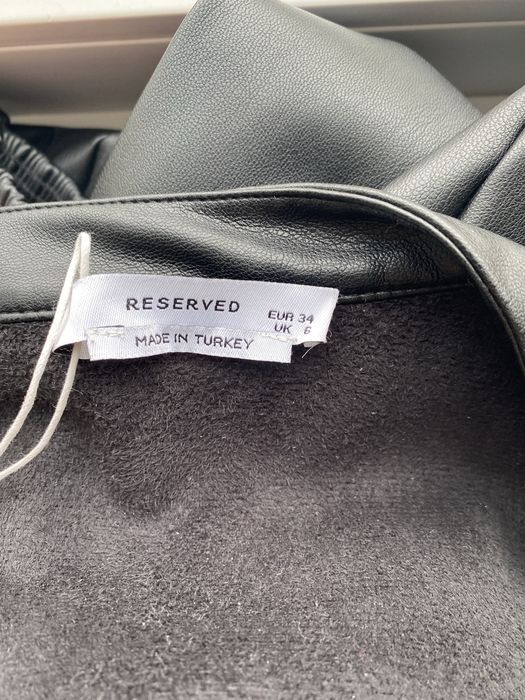 RESERVED
EUR 34
UK 6
MADE IN TURKEY